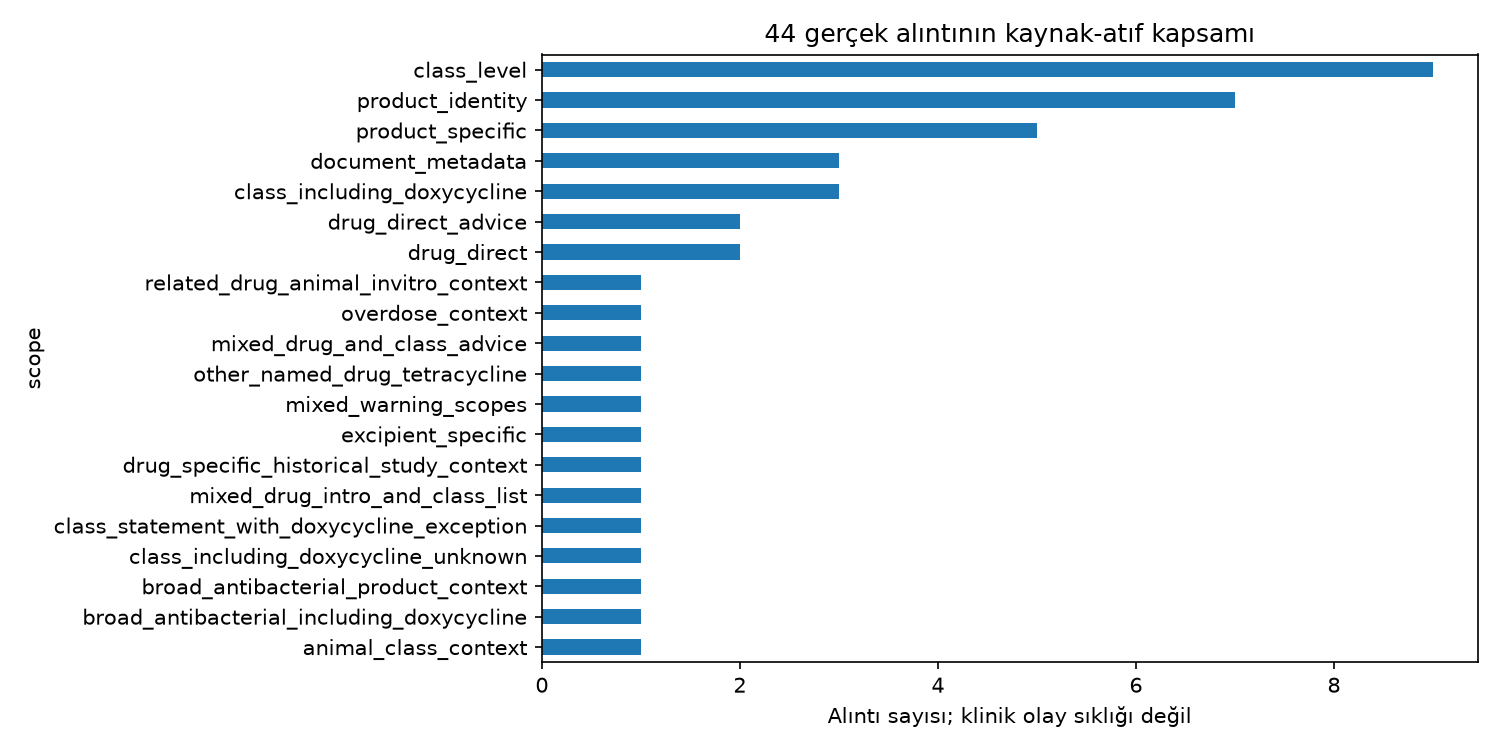 44 gerçek alıntının kaynak-atıf kapsamı
class_level
product_identity
product_specific
document_metadata
class_including_doxycycline
drug_direct_advice
drug_direct
related_drug_animal_invitro_context
overdose_context
mixed_drug_and_class_advice
other_named_drug_tetracycline
mixed_warning_scopes
excipient_specific
drug_specific_historical_study_context
mixed_drug_intro_and_class_list
class_statement_with_doxycycline_exception
class_including_doxycycline_unknown
broad_antibacterial_product_context
broad_antibacterial_including_doxycycline
animal_class_context
scope
0 2 4 6 8
Alıntı sayısı; klinik olay sıklığı değil